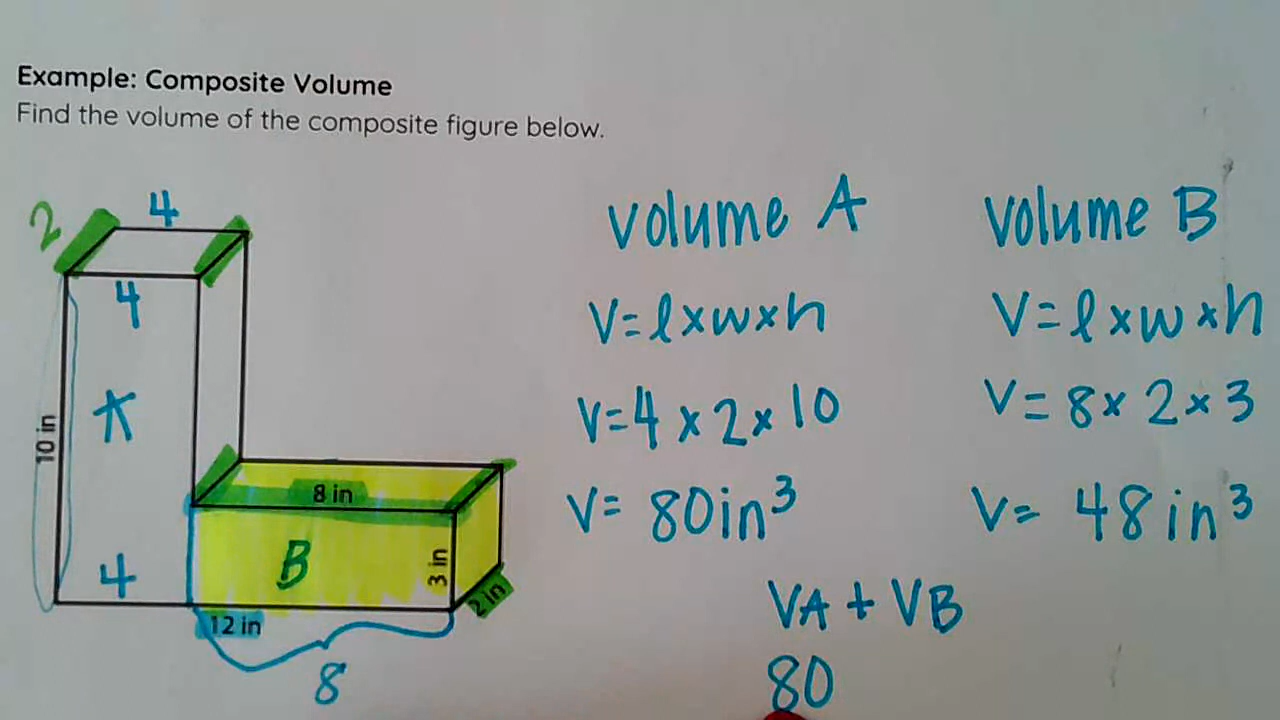 Example: Composite Volume
Find the volume of the composite figure below.
2
4
4
A
10 in
4
8 in
B
3 in
2 in
12 in
8
Volume A
V=l×w×h
V=4×2×10
V= 80in³
Volume B
V=l×w×h
V=8×2×3
V= 48in³
VA + VB
80